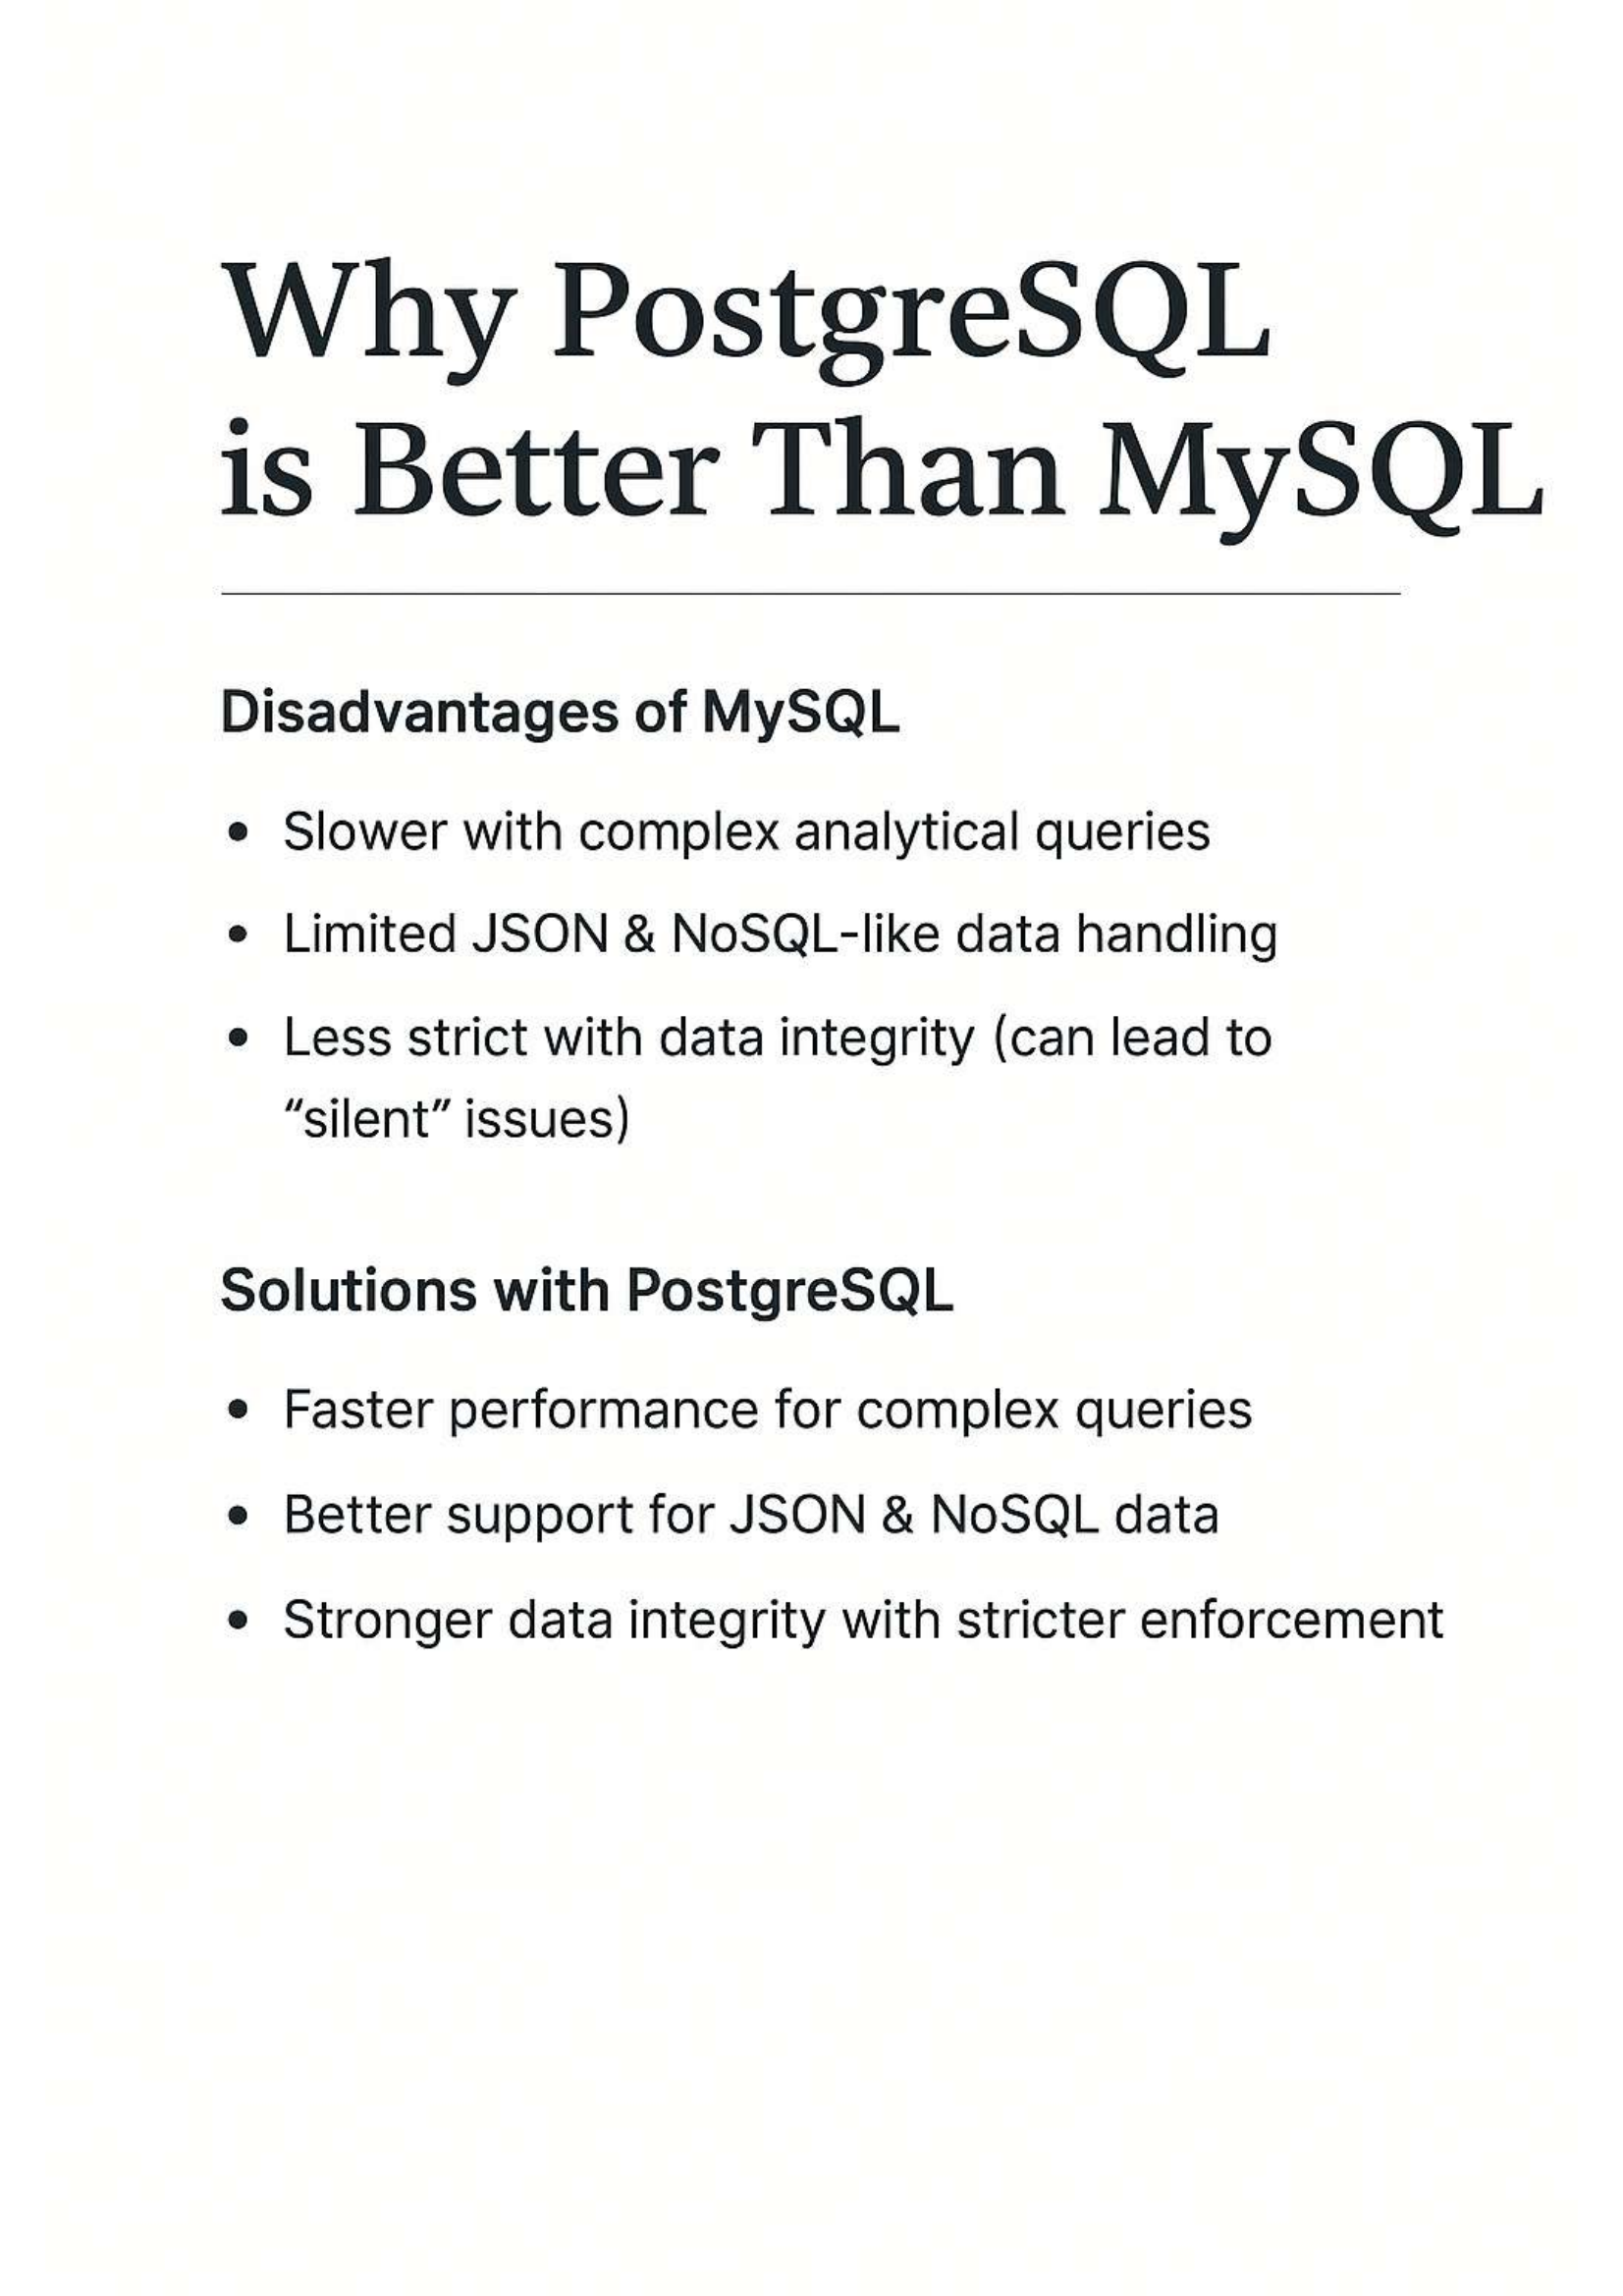 Why PostgreSQL
is Better Than MySQL
Disadvantages of MySQL
• Slower with complex analytical queries
• Limited JSON & NoSQL-like data handling
• Less strict with data integrity (can lead to
“silent” issues)
Solutions with PostgreSQL
• Faster performance for complex queries
• Better support for JSON & NoSQL data
• Stronger data integrity with stricter enforcement